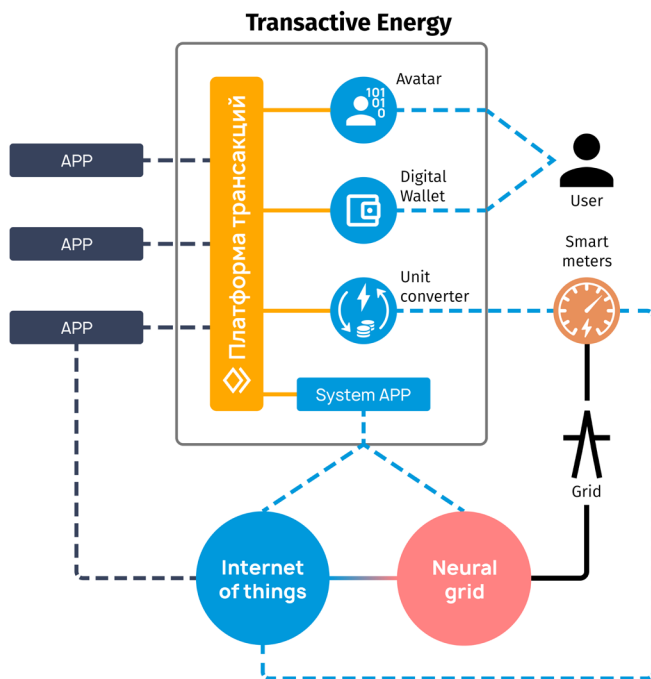 Transactive Energy
Avatar
101
01
0
Платформа транзакций
APP
Digital
Wallet
User
APP
Smart
meters
Unit
converter
APP
System APP
Grid
Internet
of things
Neural
grid